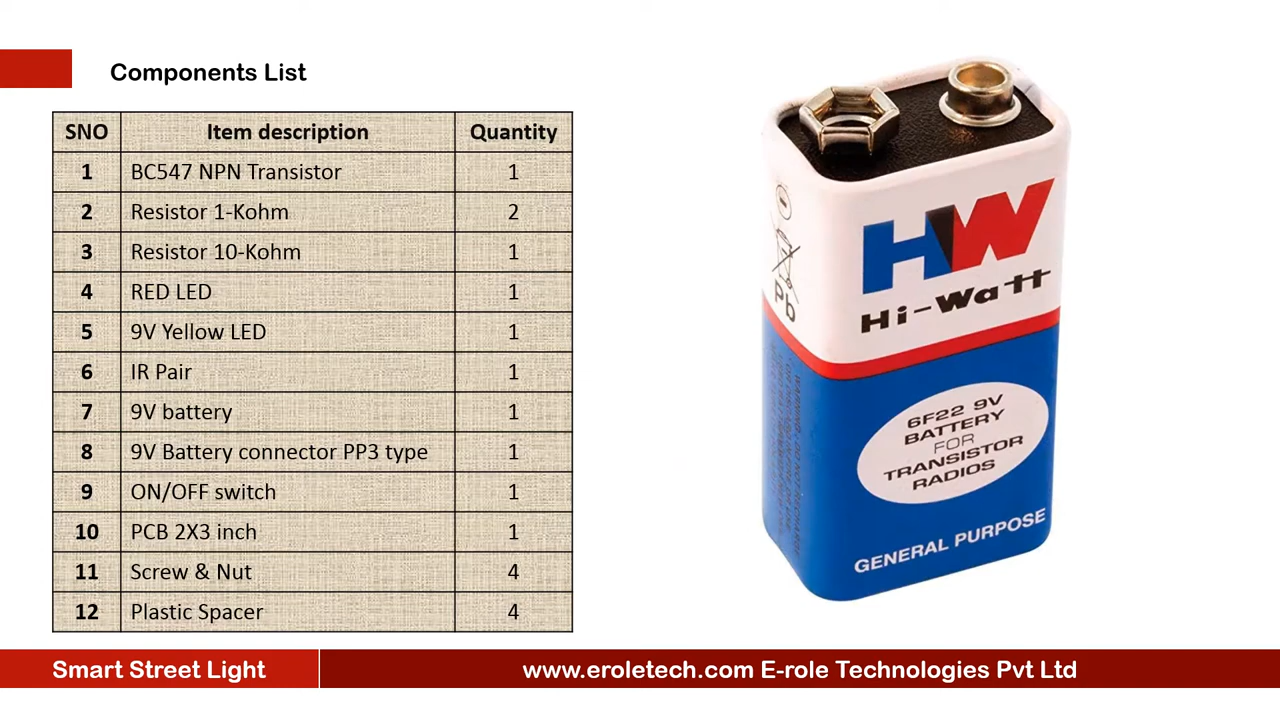 Components List
SNO Item description Quantity
1 BC547 NPN Transistor 1
2 Resistor 1-Kohm 2
3 Resistor 10-Kohm 1
4 RED LED 1
5 9V Yellow LED 1
6 IR Pair 1
7 9V battery 1
8 9V Battery connector PP3 type 1
9 ON/OFF switch 1
10 PCB 2X3 inch 1
11 Screw & Nut 4
12 Plastic Spacer 4
HW
Hi-Watt
Pb
6F22 9V
BATTERY
FOR
TRANSISTOR
RADIOS
GENERAL PURPOSE
Smart Street Light
www.eroletech.com E-role Technologies Pvt Ltd